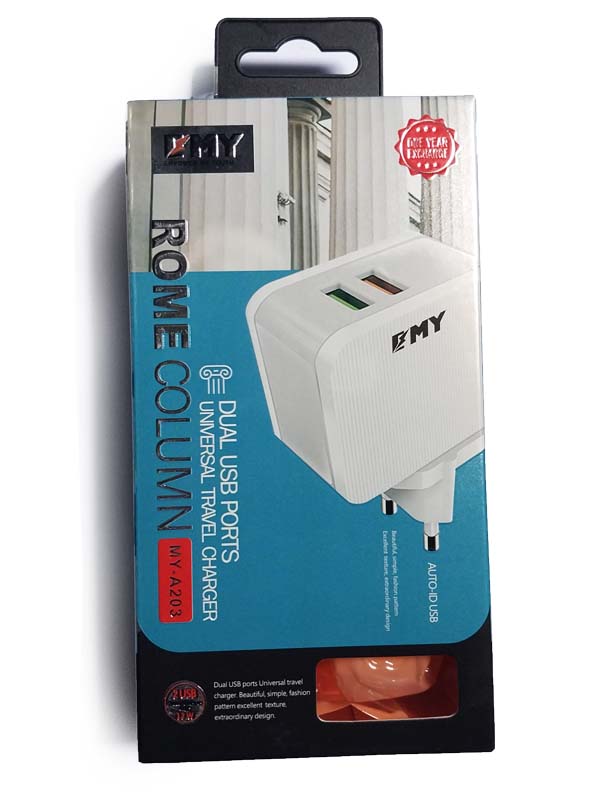 EMY
ONE YEAR
EXCHANGE
ROME COLUMN
MY-A203
DUAL USB PORTS
UNIVERSAL TRAVEL CHARGER
EMY
AUTO-ID USB
Beautiful, simple, fashion pattern
Excellent texture, extraordinary design
2 USB
17W
Dual USB ports Universal travel
charger. Beautiful, simple, fashion
pattern excellent texture,
extraordinary design.